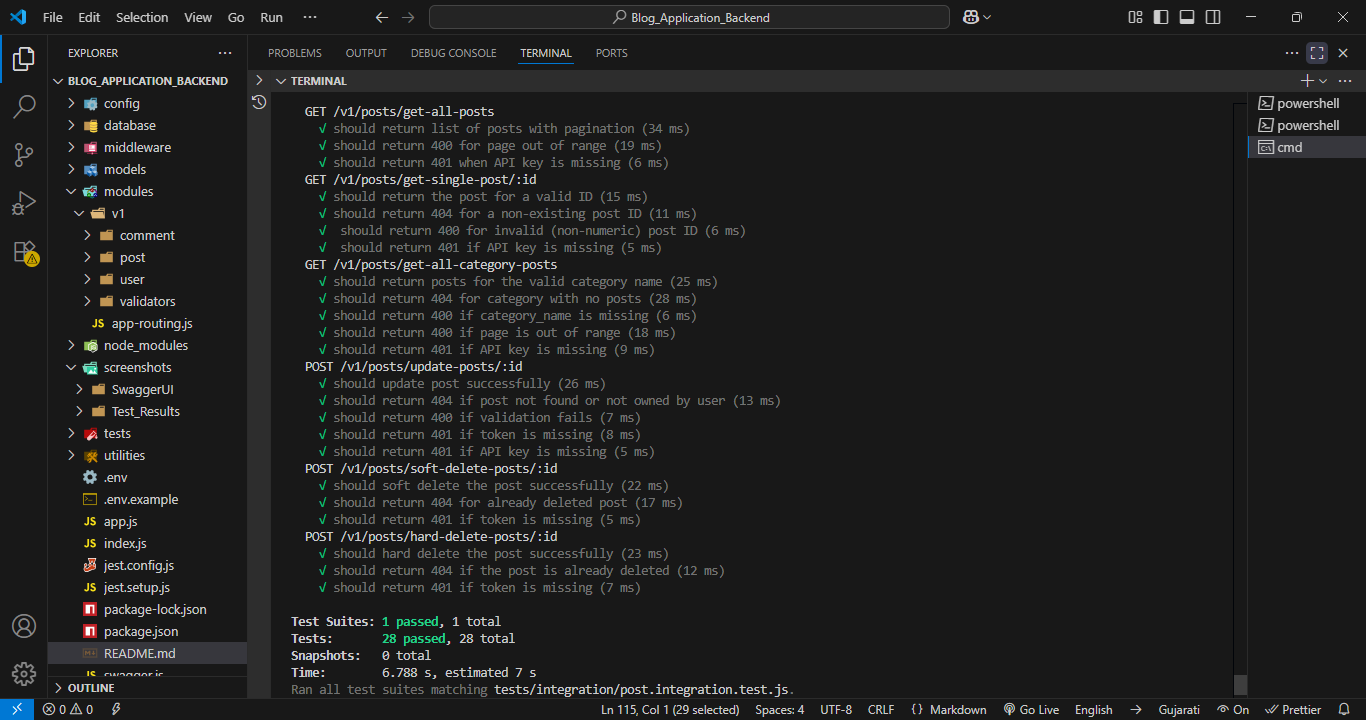 File Edit Selection View Go Run ···
Blog_Application_Backend
EXPLORER
BLOG_APPLICATION_BACKEND
config
database
middleware
models
modules
v1
comment
post
user
validators
JS app-routing.js
node_modules
screenshots
SwaggerUI
Test_Results
tests
utilities
.env
.env.example
JS app.js
JS index.js
jest.config.js
JS jest.setup.js
package-lock.json
package.json
README.md
JS swagger.js
OUTLINE
PROBLEMS OUTPUT DEBUG CONSOLE TERMINAL PORTS
TERMINAL
GET /v1/posts/get-all-posts
√ should return list of posts with pagination (34 ms)
√ should return 400 for page out of range (19 ms)
√ should return 401 when API key is missing (6 ms)
GET /v1/posts/get-single-post/:id
√ should return the post for a valid ID (15 ms)
√ should return 404 for a non-existing post ID (11 ms)
√  should return 400 for invalid (non-numeric) post ID (6 ms)
√  should return 401 if API key is missing (5 ms)
GET /v1/posts/get-all-category-posts
√ should return posts for the valid category name (25 ms)
√ should return 404 for category with no posts (28 ms)
√ should return 400 if category_name is missing (6 ms)
√ should return 400 if page is out of range (18 ms)
√ should return 401 if API key is missing (9 ms)
POST /v1/posts/update-posts/:id
√ should update post successfully (26 ms)
√ should return 404 if post not found or not owned by user (13 ms)
√ should return 400 if validation fails (7 ms)
√ should return 401 if token is missing (8 ms)
√ should return 401 if API key is missing (5 ms)
POST /v1/posts/soft-delete-posts/:id
√ should soft delete the post successfully (22 ms)
√ should return 404 for already deleted post (17 ms)
√ should return 401 if token is missing (5 ms)
POST /v1/posts/hard-delete-posts/:id
√ should hard delete the post successfully (23 ms)
√ should return 404 if the post is already deleted (12 ms)
√ should return 401 if token is missing (7 ms)
Test Suites: 1 passed, 1 total
Tests: 28 passed, 28 total
Snapshots: 0 total
Time: 6.788 s, estimated 7 s
Ran all test suites matching tests/integration/post.integration.test.js.
powershell
powershell
cmd
0 0 Ln 115, Col 1 (29 selected) Spaces: 4 UTF-8 CRLF {} Markdown Go Live English → Gujarati On Prettier